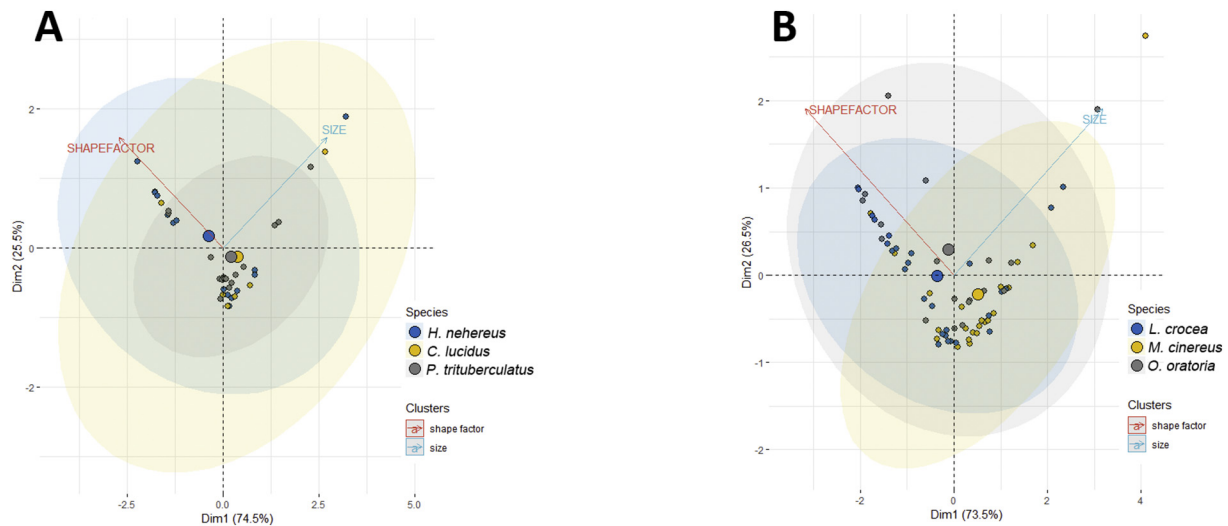 A
B
2
0
-2
-2.5
0.0
2.5
5.0
Dim2 (25.5%)
Dim1 (74.5%)
SHAPEFACTOR
SIZE
Species
H. nehereus
C. lucidus
P. trituberculatus
Clusters
a shape factor
a size
2
1
0
-1
-2
-2
0
2
4
Dim2 (26.5%)
Dim1 (73.5%)
SHAPEFACTOR
SIZE
Species
L. crocea
M. cinereus
O. oratoria
Clusters
a shape factor
a size